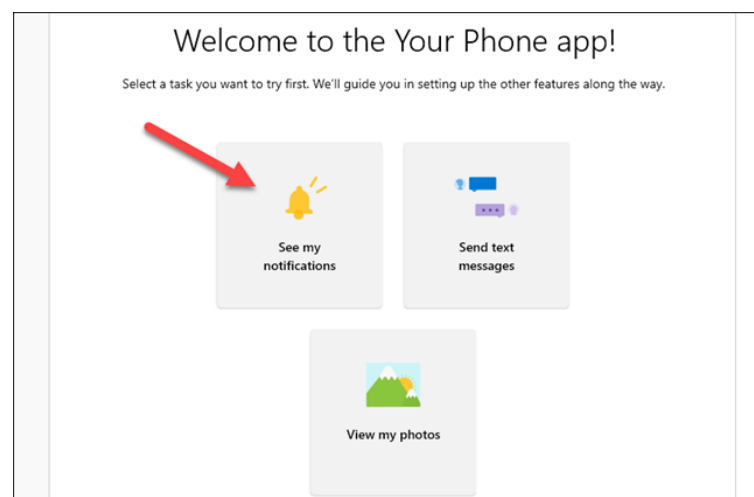 Welcome to the Your Phone app!
Select a task you want to try first. We'll guide you in setting up the other features along the way.
See my
notifications
Send text
messages
View my photos